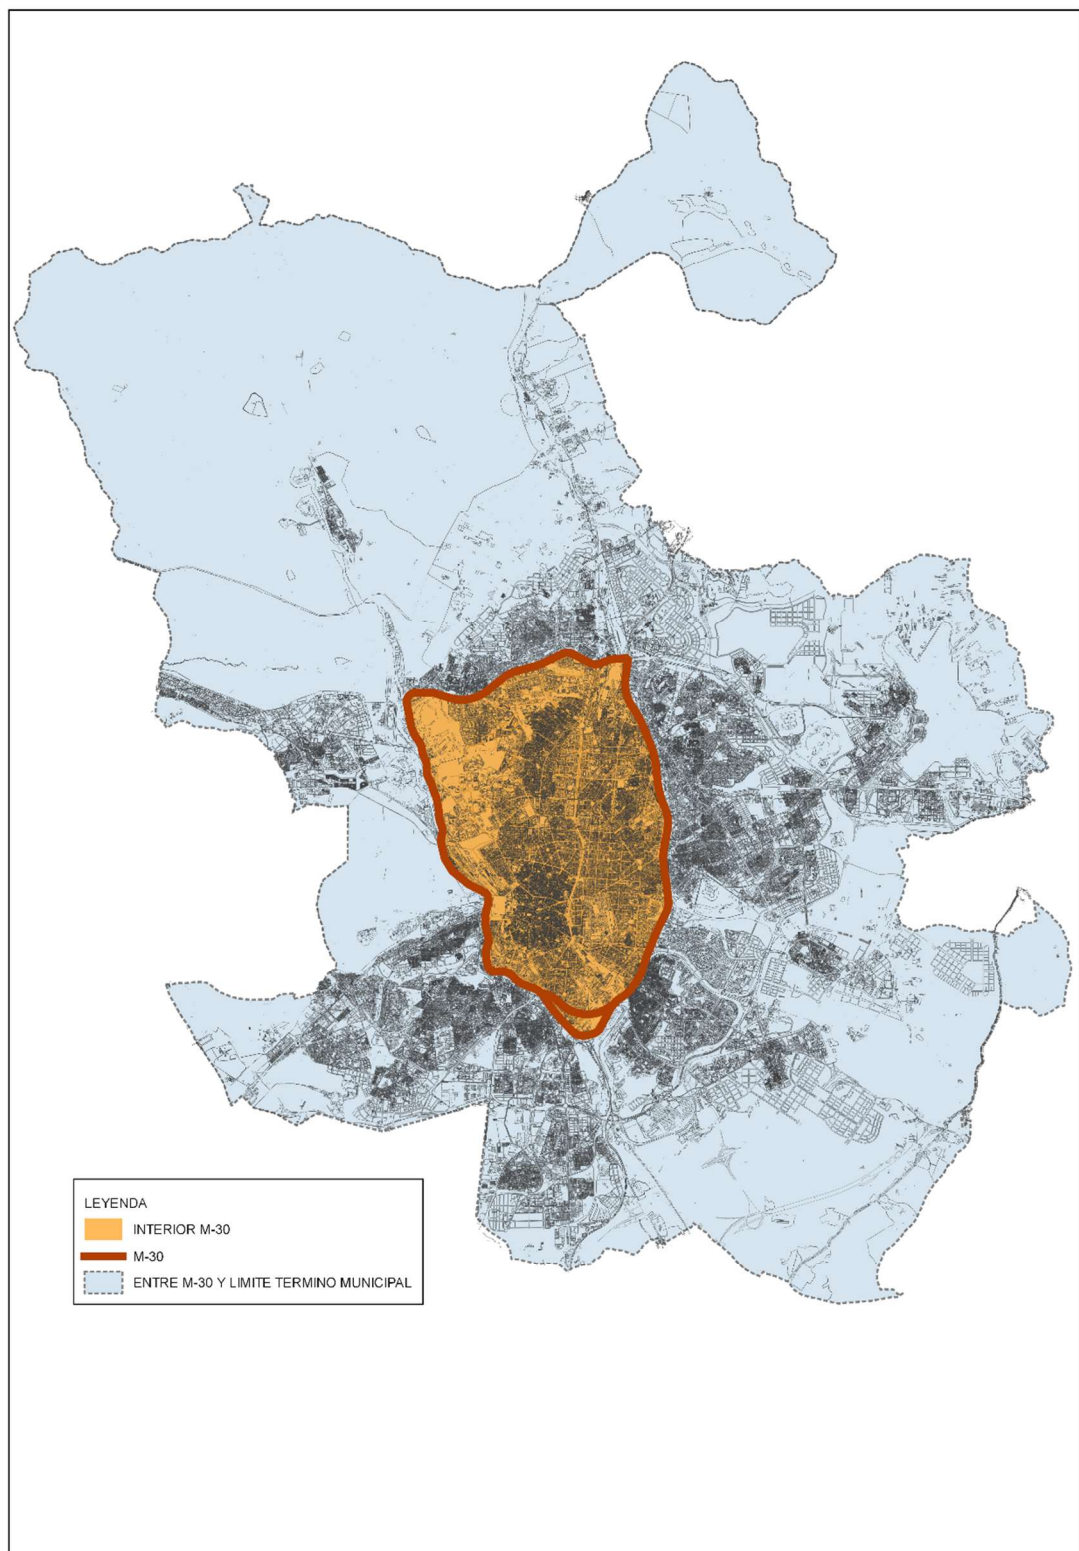 LEYENDA
INTERIOR M-30
M-30
ENTRE M-30 Y LIMITE TERMINO MUNICIPAL